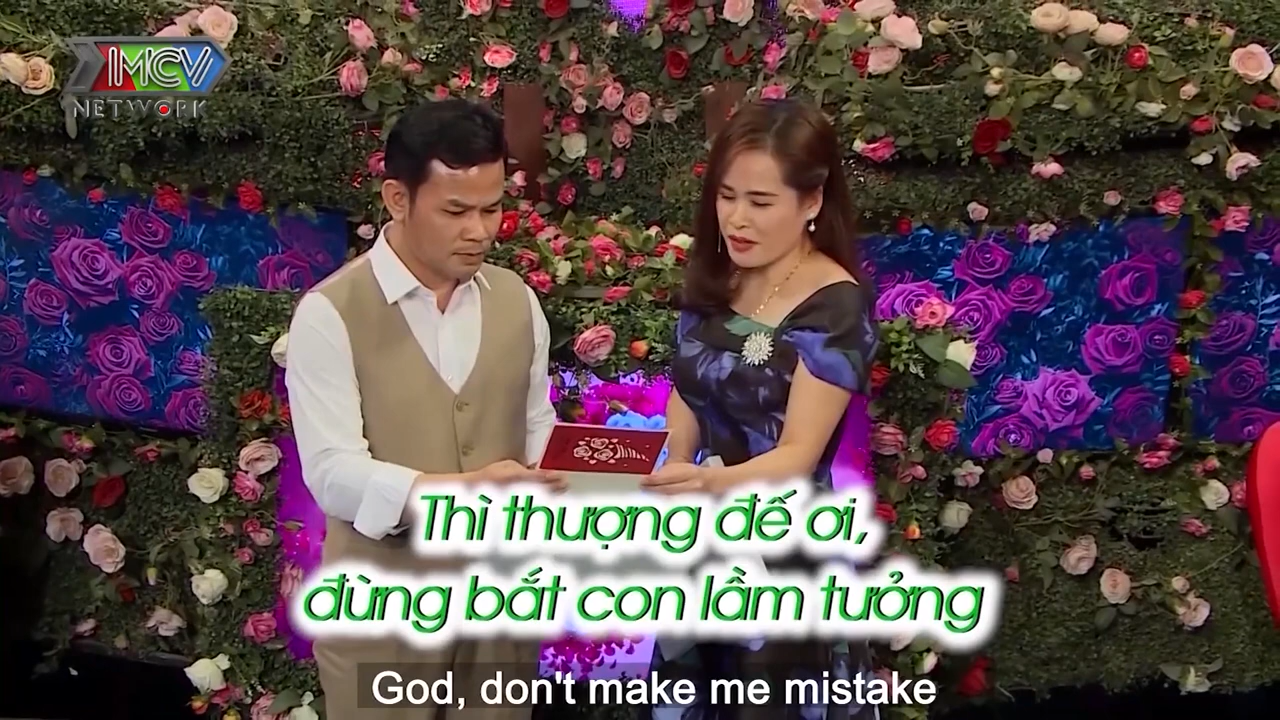 MCV
NETWORK
Thì thượng đế ơi,
đừng bắt con lầm tưởng
God, don't make me mistake